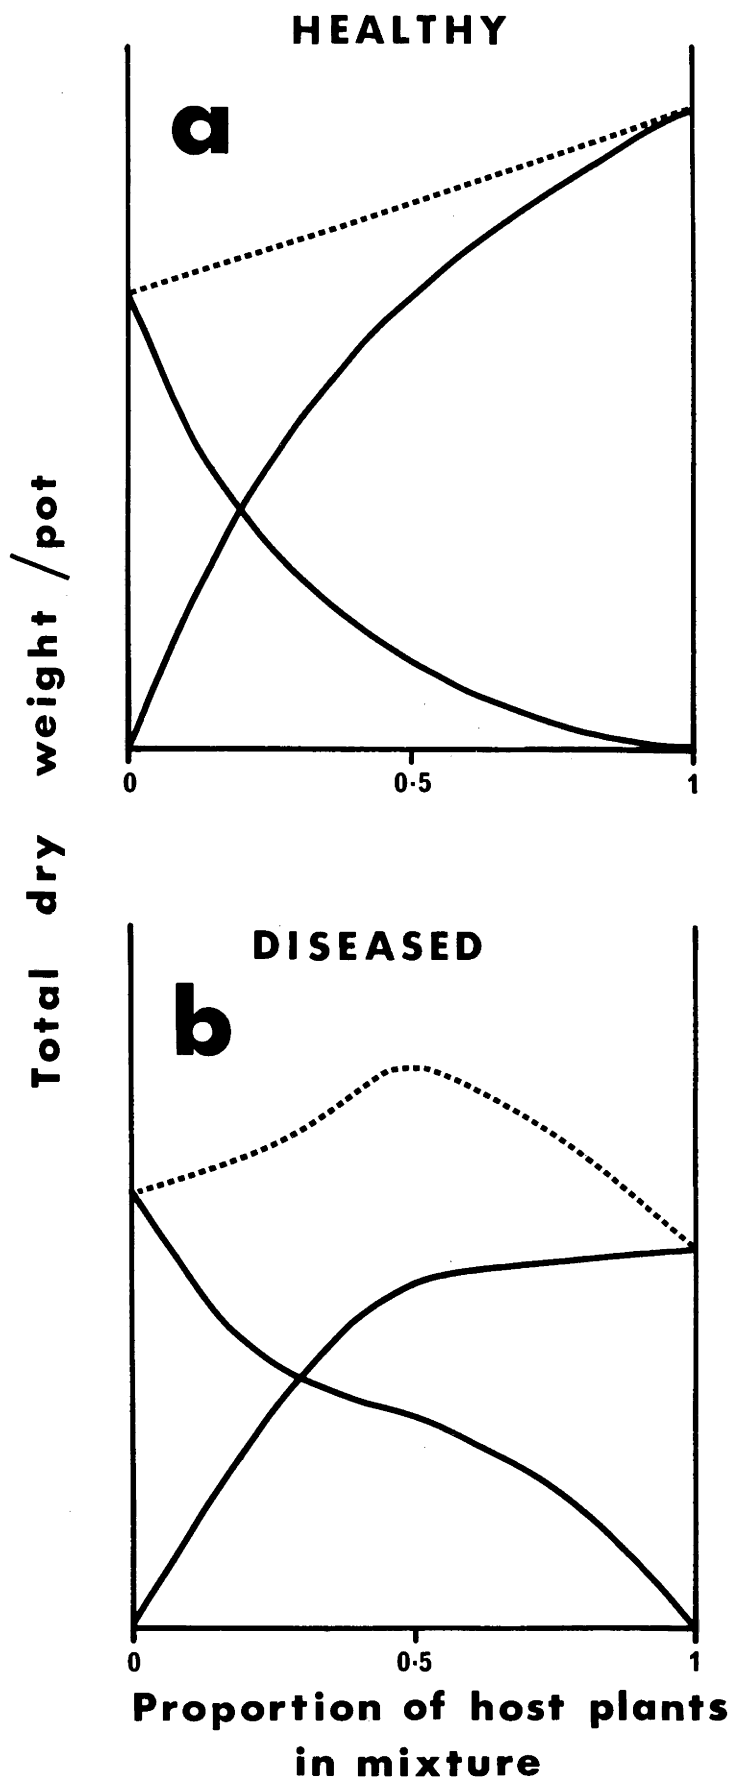 HEALTHY
a
0 0·5 1
Total dry weight/pot
DISEASED
b
0 0·5 1
Proportion of host plants
in mixture